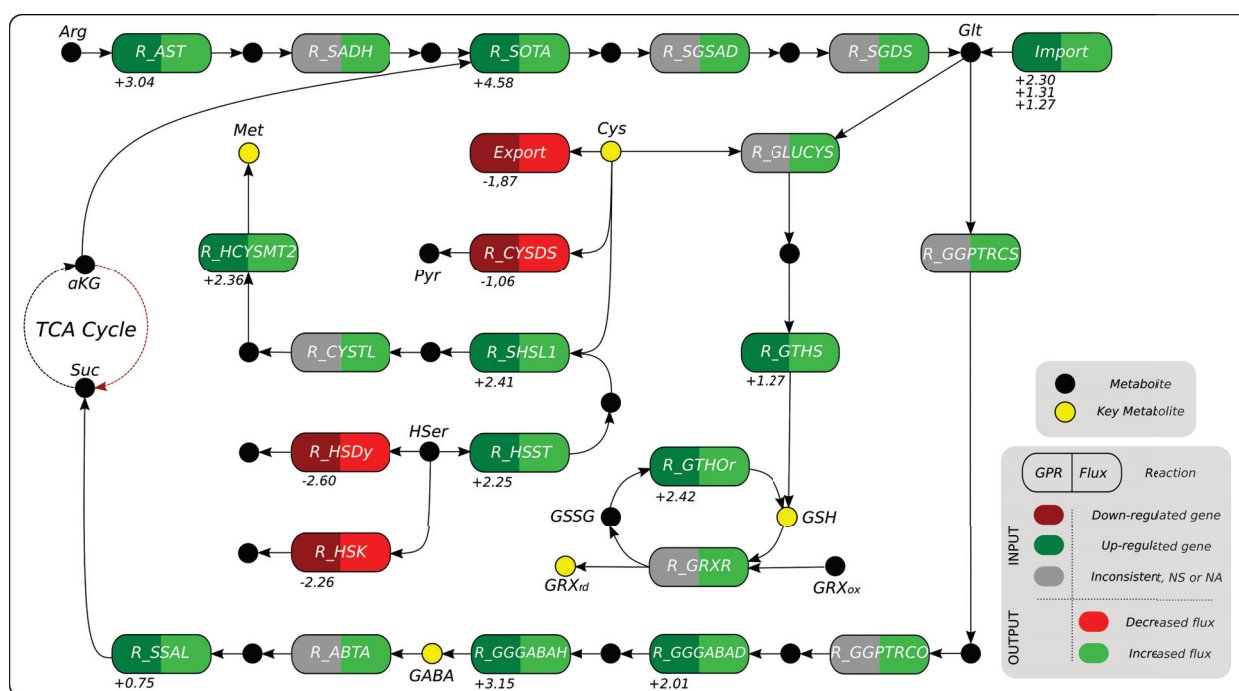 Arg
R_AST
R_SADH
R_SOTA
R_SGSAD
R_SGDS
Glt
Import
+3.04
+4.58
+2.30
+1.31
+1.27
Met
Cys
Export
R_GLUCYS
-1,87
R_HCYSMT2
+2.36
Pyr
R_CYSDS
-1,06
R_GGPTRCS
aKG
TCA Cycle
Suc
R_CYSTL
R_SHSL1
+2.41
R_GTHS
+1.27
HSer
R_HSDy
-2.60
R_HSST
+2.25
R_GTHOr
+2.42
GSSG
GSH
R_HSK
-2.26
GRXrd
R_GRXR
GRXox
R_SSAL
+0.75
R_ABTA
GABA
R_GGGABAH
+3.15
R_GGGABAD
+2.01
R_GGPTRCO
Metabolite
Key Metabolite
GPR Flux Reaction
INPUT
Down-regulated gene
Up-regulated gene
Inconsistent, NS or NA
OUTPUT
Decreased flux
Increased flux